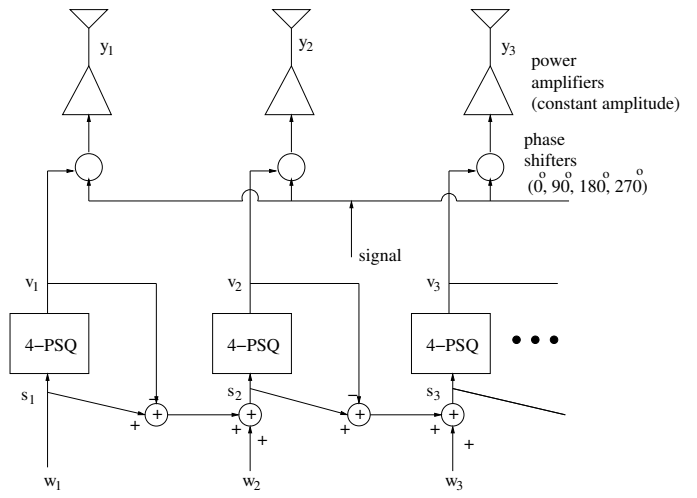 y1
y2
y3
power
amplifiers
(constant amplitude)
phase
shifters
(0°, 90°, 180°, 270°)
signal
v1
v2
v3
4−PSQ
4−PSQ
4−PSQ
s1
s2
s3
−
−
+
+
+
+
+
+
+
+
+
+
+
+
w1
w2
w3